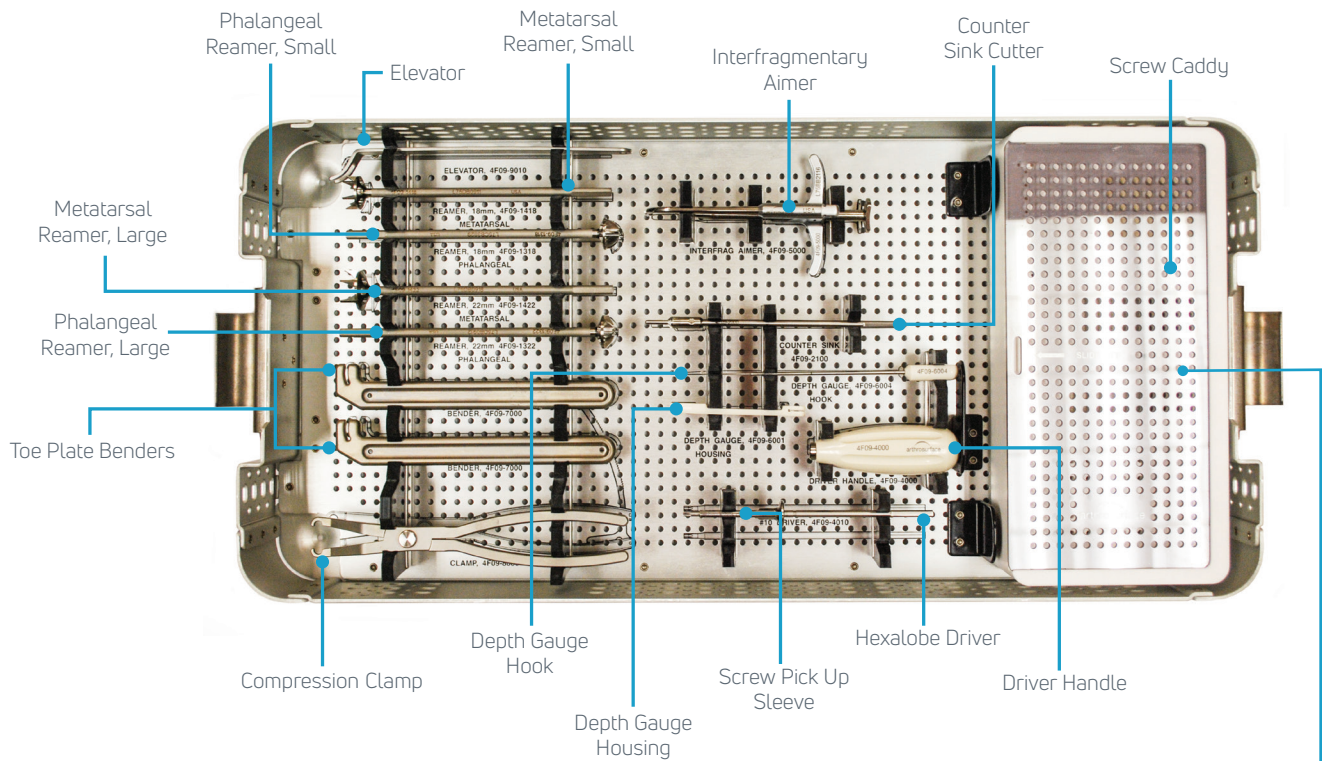 Phalangeal
Reamer, Small
Metatarsal
Reamer, Small
Counter
Sink Cutter
Elevator
Interfragmentary
Aimer
Screw Caddy
Metatarsal
Reamer, Large
Phalangeal
Reamer, Large
Toe Plate Benders
ELEVATOR, 4F09-9010
REAMER, 18mm, 4F09-1418
METATARSAL
REAMER, 18mm 4F09-1318
PHALANGEAL
REAMER, 22mm 4F09-1422
METATARSAL
REAMER, 22mm 4F09-1322
PHALANGEAL
BENDER, 4F09-7000
BENDER, 4F09-7000
CLAMP,
INTERFRAG AIMER, 4F09-5000
COUNTER SINK
4F09-2100
4F09-6004
DEPTH GAUGE, 4F09-6004
HOOK
DEPTH GAUGE, 4F09-6001
HOUSING
4F09-4000
DRIVER HANDLE, 4F09-4000
#10 DRIVER, 4F09-4010
Compression Clamp
Depth Gauge
Hook
Depth Gauge
Housing
Screw Pick Up
Sleeve
Hexalobe Driver
Driver Handle